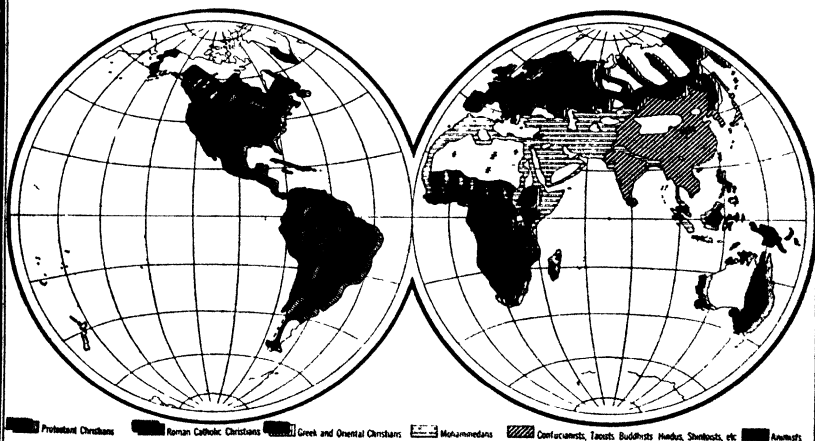 Protestant Christians Roman Catholic Christians Greek and Oriental Christians Mohammedans Confucianists, Taoists Buddhists Hindus, Shintoists, etc Animists